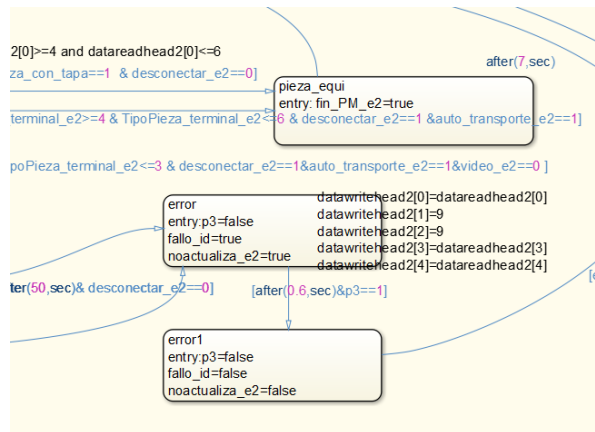 2[0]>=4 and datareadhead2[0]<=6
za_con_tapa==1 & desconectar_e2==0]
after(7,sec)
pieza_equi
entry: fin_PM_e2=true
terminal_e2>=4 & TipoPieza_terminal_e2<=6 & desconectar_e2==1 &auto_transporte_e2==1]
poPieza_terminal_e2<=3 & desconectar_e2==1&auto_transporte_e2==1&video_e2==0 ]
error
entry:p3=false
fallo_id=true
noactualiza_e2=true
datawritehead2[0]=datareadhead2[0]
datawritehead2[1]=9
datawritehead2[2]=9
datawritehead2[3]=datareadhead2[3]
datawritehead2[4]=datareadhead2[4]
ter(50,sec)& desconectar_e2==0]
[after(0.6,sec)&p3==1]
[e
error1
entry:p3=false
fallo_id=false
noactualiza_e2=false